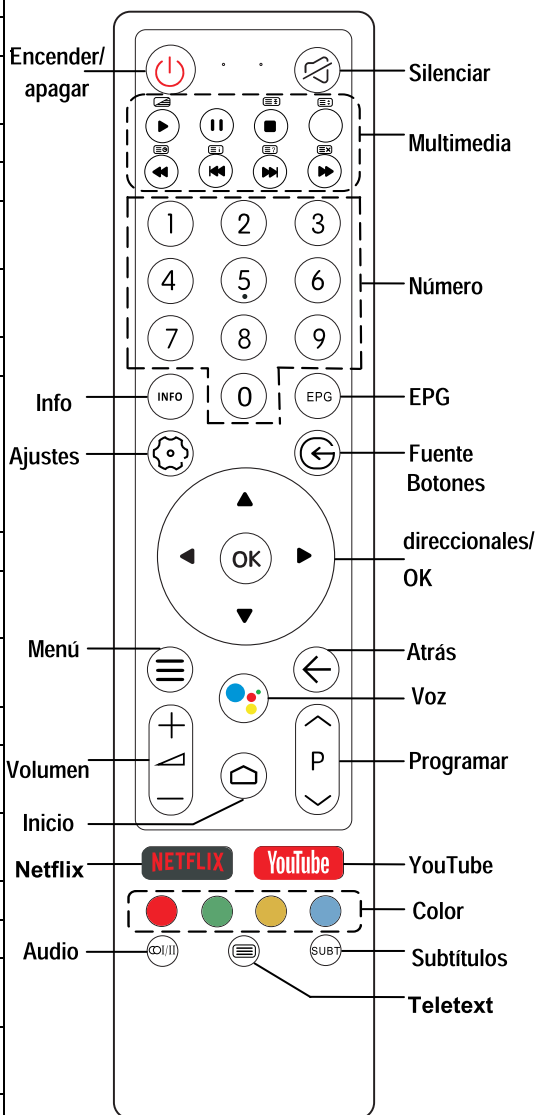 Encender/
apagar
Silenciar
Multimedia
1 2 3
4 5 6
Número
7 8 9
Info
INFO
0
EPG
EPG
Ajustes
Fuente
Botones
direccionales/
OK
OK
Menú
Atrás
Voz
Volumen
P
Programar
Inicio
Netflix
NETFLIX
YouTube
YouTube
Color
Audio
I/II
SUBT
Subtítulos
Teletext